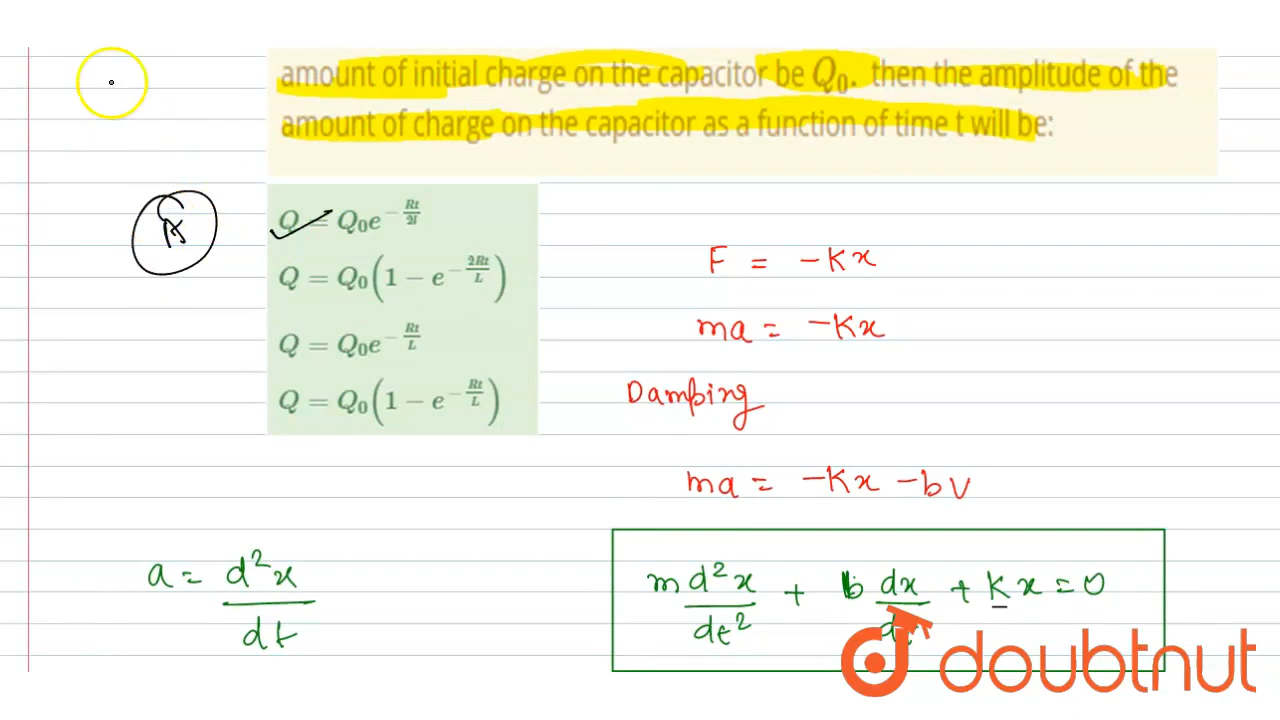 amount of initial charge on the capacitor be Q₀. then the amplitude of the
amount of charge on the capacitor as a function of time t will be:
A
Q = Q₀e^{-Rt/2l}
Q = Q₀(1 − e^{-2Rt/L})
Q = Q₀e^{-Rt/L}
Q = Q₀(1 − e^{-Rt/L})
F = -Kx
ma = -Kx
Damping
ma = -Kx - bv
a = d²x/dt
m d²x/dt² + b dx/dt + Kx = 0
doubtnut